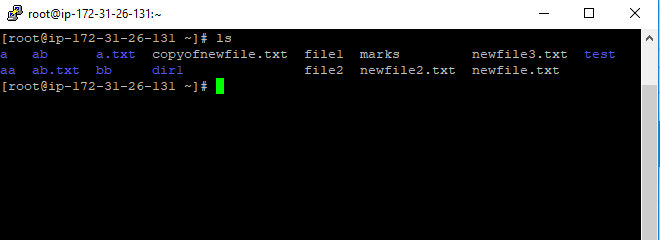 root@ip-172-31-26-131:~
[root@ip-172-31-26-131 ~]# ls
a   ab      a.txt  copyofnewfile.txt  file1  marks         newfile3.txt  test
aa  ab.txt  bb     dir1               file2  newfile2.txt  newfile.txt
[root@ip-172-31-26-131 ~]#